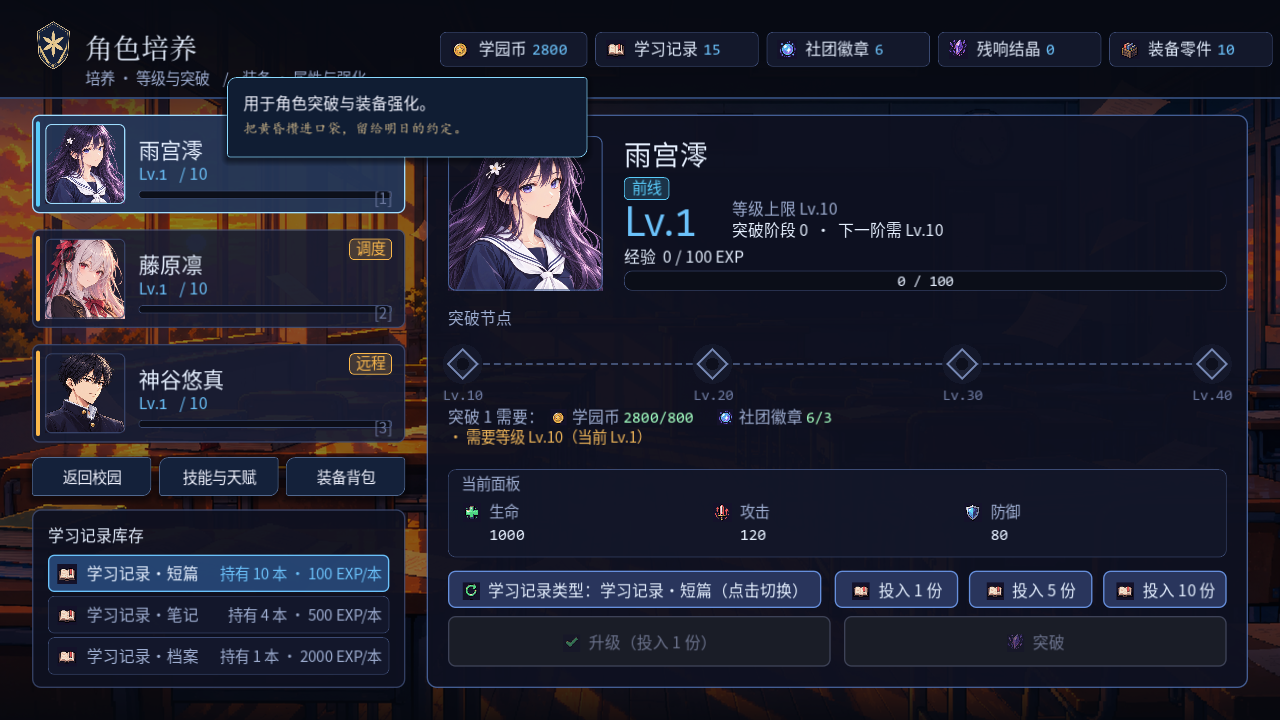 角色培养
学园币 2800
学习记录 15
社团徽章 6
残响结晶 0
装备零件 10
培养 · 等级与突破 / 装备 · 属性与强化
用于角色突破与装备强化。
把黄昏攒进口袋，留给明日的约定。
雨宫澪
Lv.1 / 10
[1]
调度
藤原凛
Lv.1 / 10
[2]
远程
神谷悠真
Lv.1 / 10
[3]
返回校园
技能与天赋
装备背包
学习记录库存
学习记录·短篇 持有 10 本 · 100 EXP/本
学习记录·笔记 持有 4 本 · 500 EXP/本
学习记录·档案 持有 1 本 · 2000 EXP/本
雨宫澪
前线
Lv.1
等级上限 Lv.10
突破阶段 0 · 下一阶需 Lv.10
经验 0 / 100 EXP
0 / 100
突破节点
Lv.10
Lv.20
Lv.30
Lv.40
突破 1 需要： 学园币 2800/800 社团徽章 6/3
· 需要等级 Lv.10（当前 Lv.1）
当前面板
生命
1000
攻击
120
防御
80
学习记录类型：学习记录·短篇（点击切换）
投入 1 份
投入 5 份
投入 10 份
升级（投入 1 份）
突破